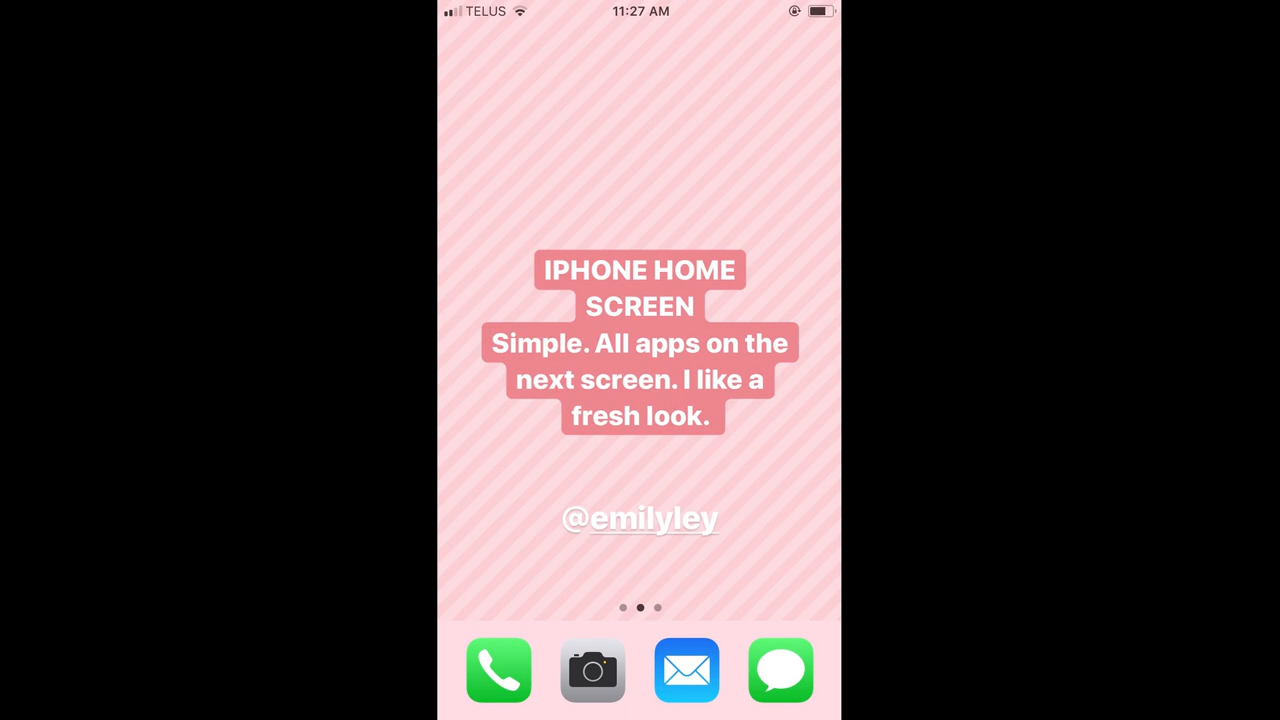 TELUS 11:27 AM
IPHONE HOME
SCREEN
Simple. All apps on the
next screen. I like a
fresh look.
@emilyley